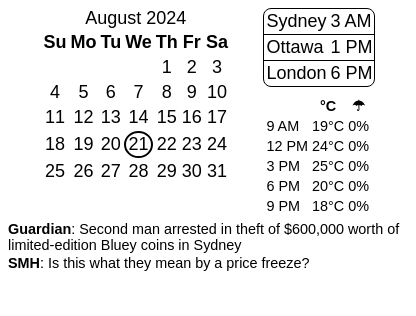 August 2024
Su Mo Tu We Th Fr Sa
1 2 3
4 5 6 7 8 9 10
11 12 13 14 15 16 17
18 19 20 21 22 23 24
25 26 27 28 29 30 31
Sydney 3 AM
Ottawa 1 PM
London 6 PM
°C ☂
9 AM 19°C 0%
12 PM 24°C 0%
3 PM 25°C 0%
6 PM 20°C 0%
9 PM 18°C 0%
Guardian: Second man arrested in theft of $600,000 worth of
limited-edition Bluey coins in Sydney
SMH: Is this what they mean by a price freeze?